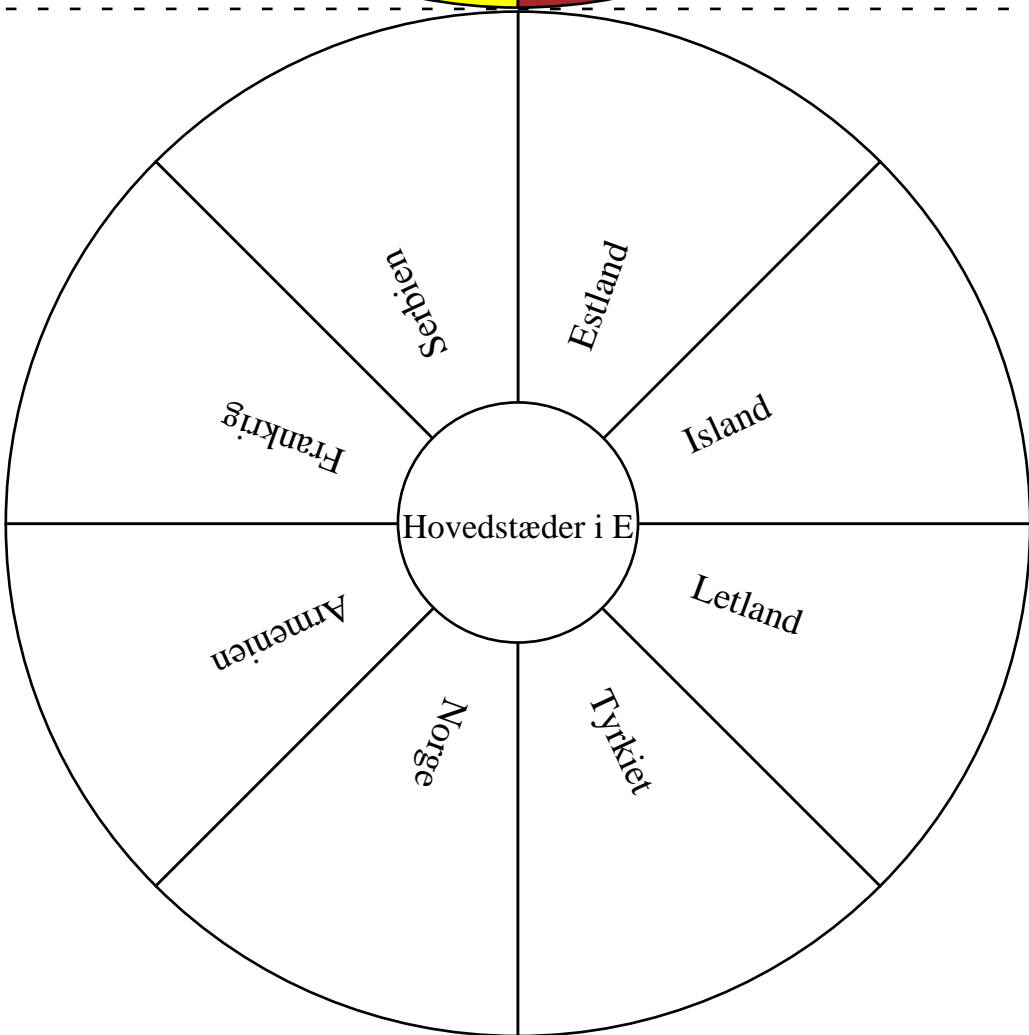 Estland
Island
Letland
Tyrkiet
Norge
Armenien
Frankrig
Serbien
Hovedstæder i E